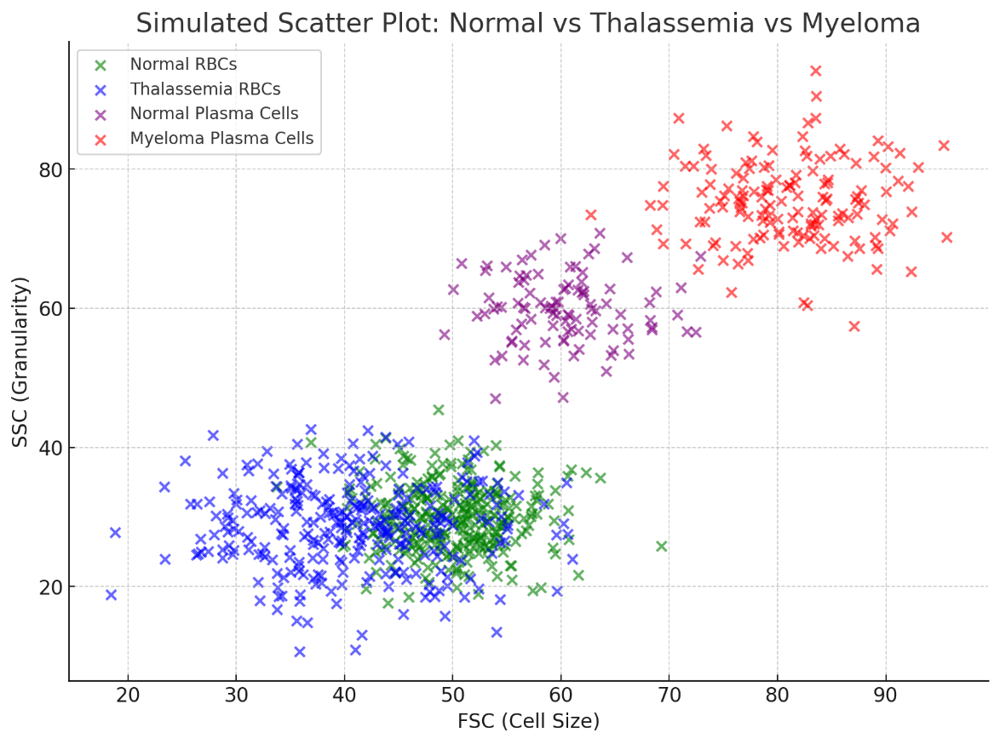 Simulated Scatter Plot: Normal vs Thalassemia vs Myeloma
Normal RBCs
Thalassemia RBCs
Normal Plasma Cells
Myeloma Plasma Cells
SSC (Granularity)
80
60
40
20
20 30 40 50 60 70 80 90
FSC (Cell Size)